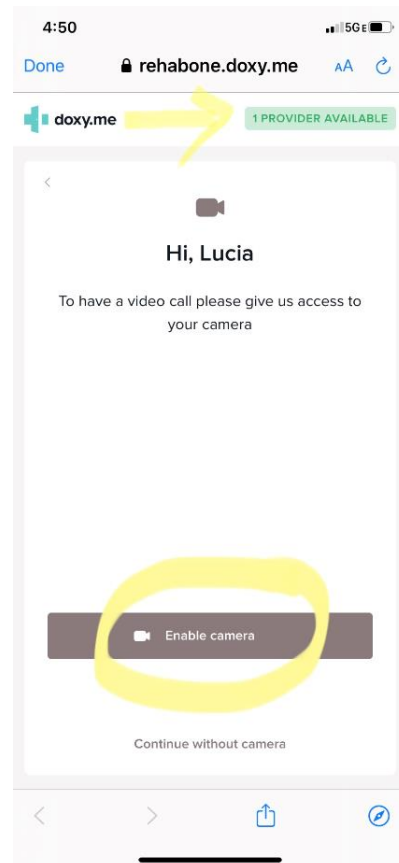 4:50
5GE
Done
rehabone.doxy.me
AA
doxy.me
1 PROVIDER AVAILABLE
Hi, Lucia
To have a video call please give us access to
your camera
Enable camera
Continue without camera